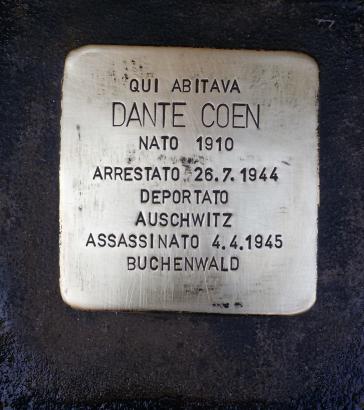 QUI ABITAVA
DANTE COEN
NATO 1910
ARRESTATO 26.7.1944
DEPORTATO
AUSCHWITZ
ASSASSINATO 4.4.1945
BUCHENWALD